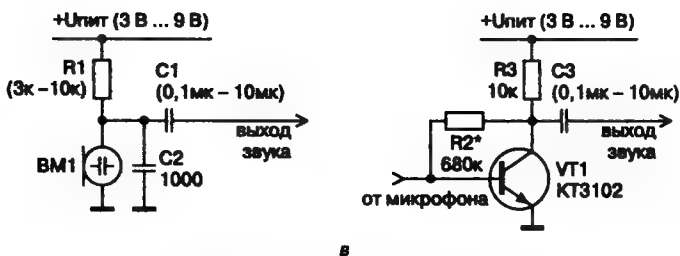 +Uпит (3 В ... 9 В)
R1
(3к – 10к)
C1
(0,1мк – 10мк)
выход
звука
BM1
C2
1000
+Uпит (3 В ... 9 В)
R3
10к
C3
(0,1мк – 10мк)
выход
звука
R2*
680к
от микрофона
VT1
КТ3102
в